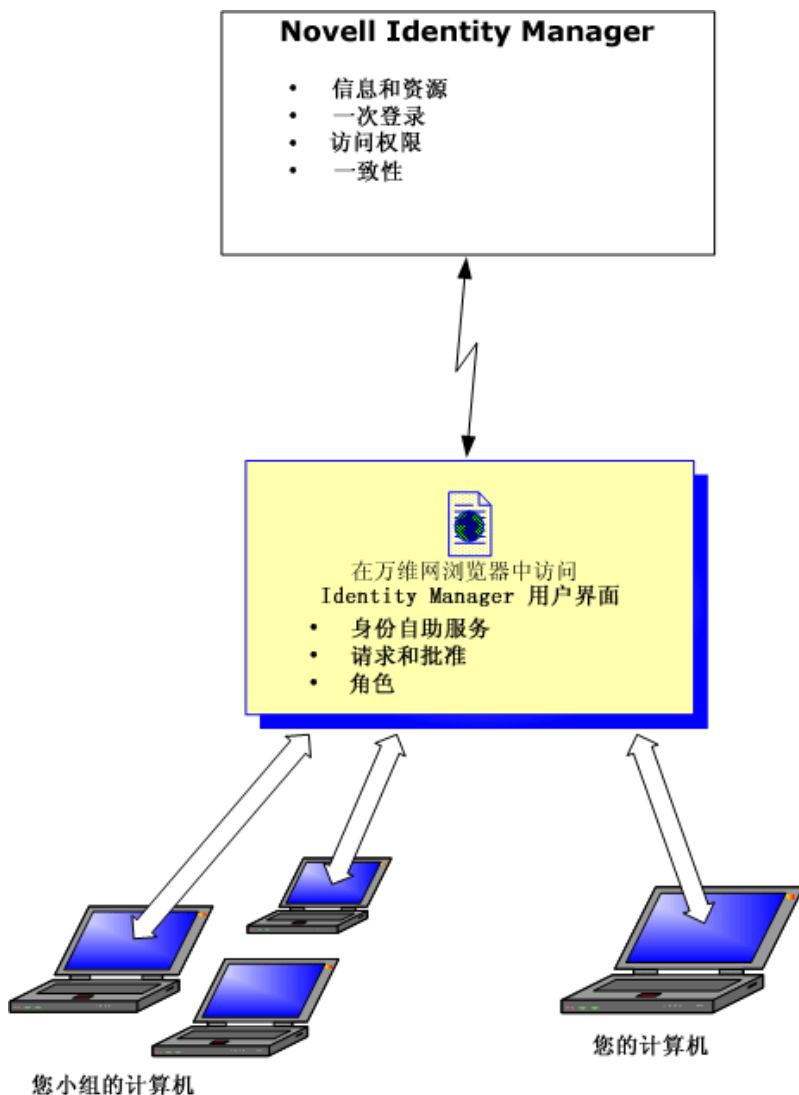 Novell Identity Manager
• 信息和资源
• 一次登录
• 访问权限
• 一致性
在万维网浏览器中访问
Identity Manager 用户界面
• 身份自助服务
• 请求和批准
• 角色
您的计算机
您小组的计算机